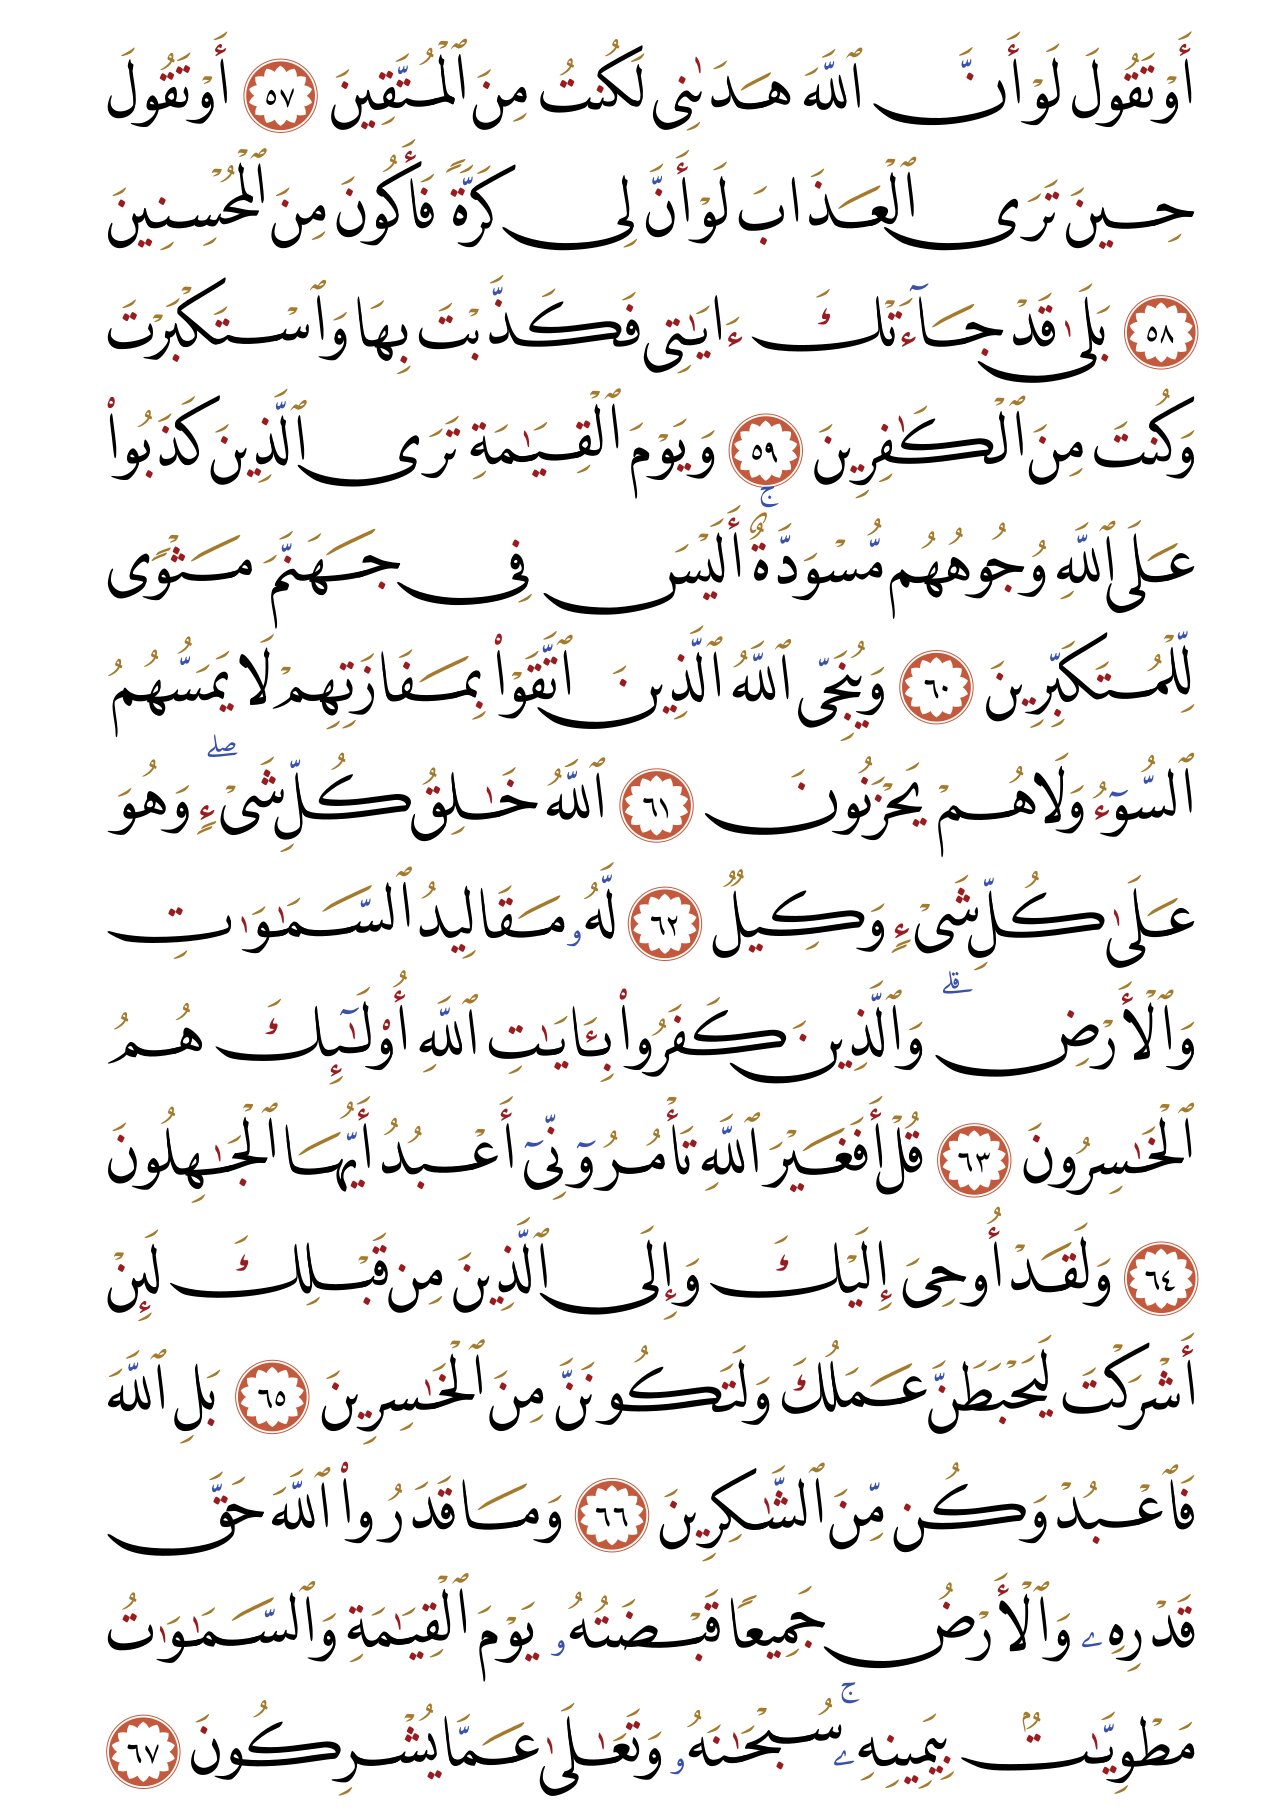 أَوْ تَقُولَ لَوْ أَنَّ ٱللَّهَ هَدَىٰنِى لَكُنتُ مِنَ ٱلْمُتَّقِينَ ٥٧ أَوْ تَقُولَ
حِينَ تَرَى ٱلْعَذَابَ لَوْ أَنَّ لِى كَرَّةً فَأَكُونَ مِنَ ٱلْمُحْسِنِينَ
٥٨ بَلَىٰ قَدْ جَآءَتْكَ ءَايَـٰتِى فَكَذَّبْتَ بِهَا وَٱسْتَكْبَرْتَ
وَكُنتَ مِنَ ٱلْكَـٰفِرِينَ ٥٩ وَيَوْمَ ٱلْقِيَـٰمَةِ تَرَى ٱلَّذِينَ كَذَبُوا۟
عَلَى ٱللَّهِ وُجُوهُهُم مُّسْوَدَّةٌ ۚ أَلَيْسَ فِى جَهَنَّمَ مَثْوًى
لِّلْمُتَكَبِّرِينَ ٦٠ وَيُنَجِّى ٱللَّهُ ٱلَّذِينَ ٱتَّقَوْا۟ بِمَفَازَتِهِمْ لَا يَمَسُّهُمُ
ٱلسُّوٓءُ وَلَا هُمْ يَحْزَنُونَ ٦١ ٱللَّهُ خَـٰلِقُ كُلِّ شَىْءٍ ۖ وَهُوَ
عَلَىٰ كُلِّ شَىْءٍ وَكِيلٌ ٦٢ لَّهُۥ مَقَالِيدُ ٱلسَّمَـٰوَٰتِ
وَٱلْأَرْضِ ۗ وَٱلَّذِينَ كَفَرُوا۟ بِـَٔايَـٰتِ ٱللَّهِ أُو۟لَـٰٓئِكَ هُمُ
ٱلْخَـٰسِرُونَ ٦٣ قُلْ أَفَغَيْرَ ٱللَّهِ تَأْمُرُوٓنِّىٓ أَعْبُدُ أَيُّهَا ٱلْجَـٰهِلُونَ
٦٤ وَلَقَدْ أُوحِىَ إِلَيْكَ وَإِلَى ٱلَّذِينَ مِن قَبْلِكَ لَئِنْ
أَشْرَكْتَ لَيَحْبَطَنَّ عَمَلُكَ وَلَتَكُونَنَّ مِنَ ٱلْخَـٰسِرِينَ ٦٥ بَلِ ٱللَّهَ
فَٱعْبُدْ وَكُن مِّنَ ٱلشَّـٰكِرِينَ ٦٦ وَمَا قَدَرُوا۟ ٱللَّهَ حَقَّ
قَدْرِهِۦ وَٱلْأَرْضُ جَمِيعًا قَبْضَتُهُۥ يَوْمَ ٱلْقِيَـٰمَةِ وَٱلسَّمَـٰوَٰتُ
مَطْوِيَّـٰتٌۢ بِيَمِينِهِۦ ۚ سُبْحَـٰنَهُۥ وَتَعَـٰلَىٰ عَمَّا يُشْرِكُونَ ٦٧